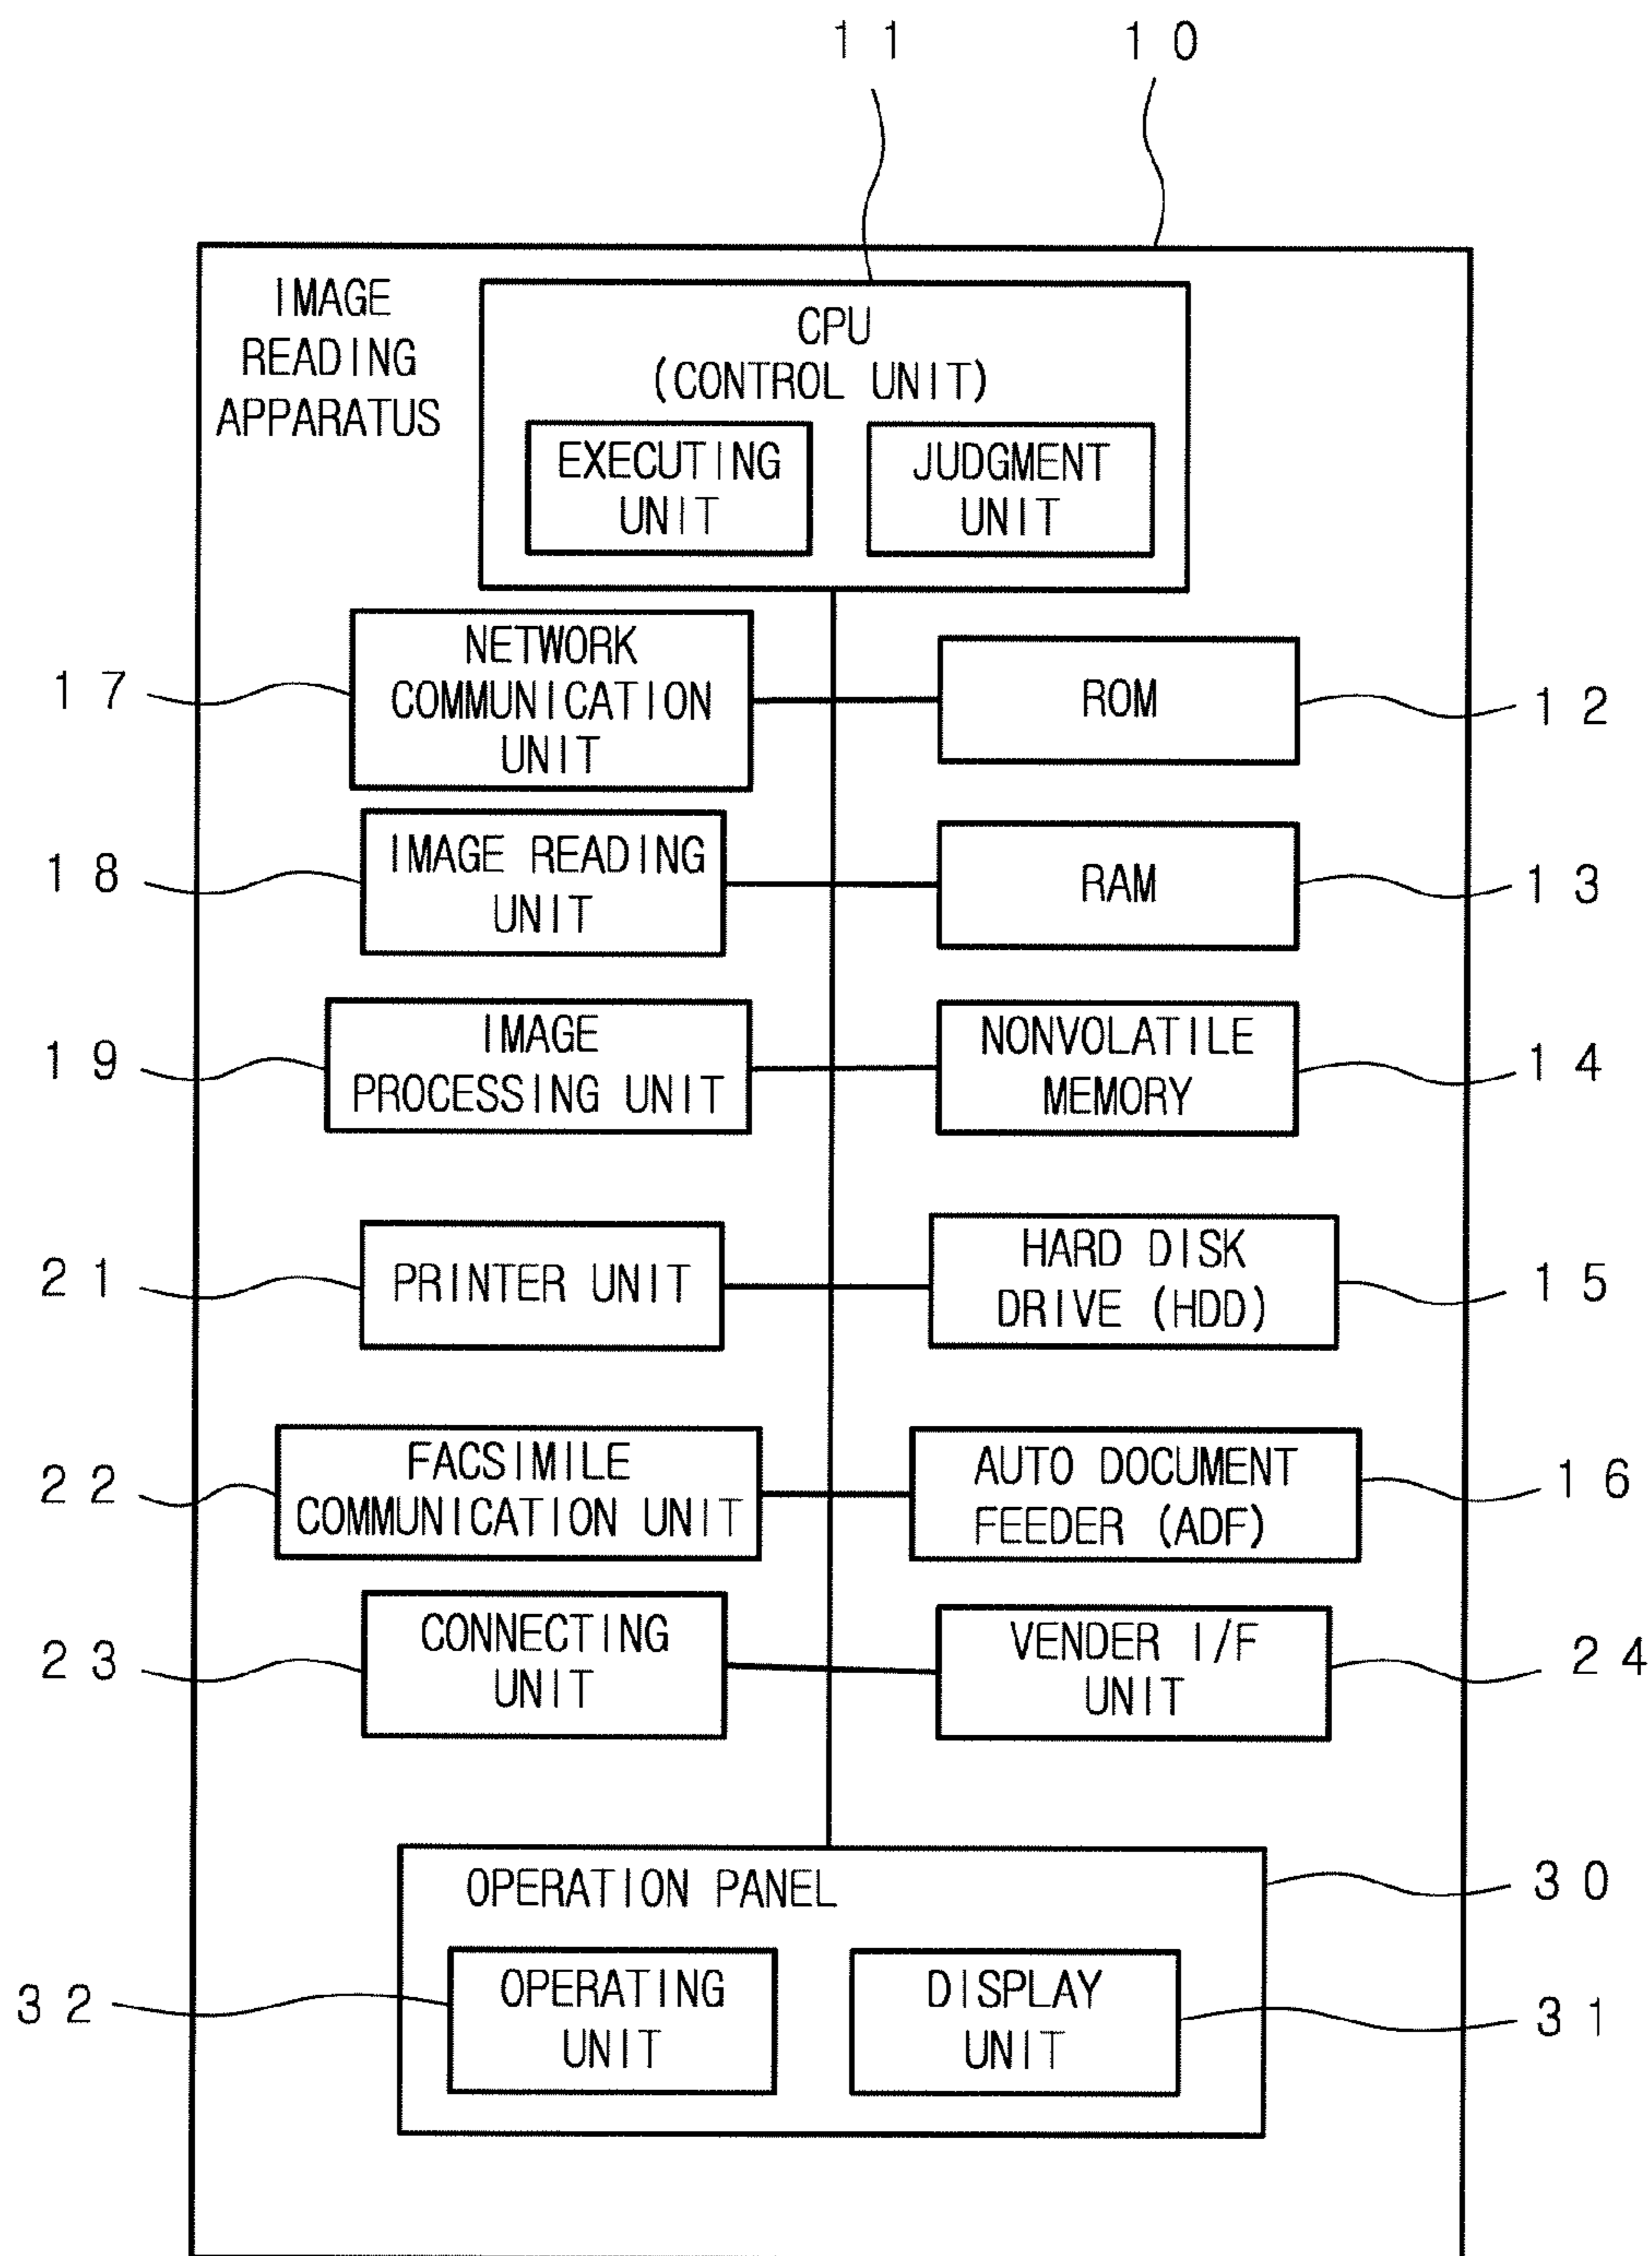 11
10
IMAGE
READING
APPARATUS
CPU
(CONTROL UNIT)
EXECUTING
UNIT
JUDGMENT
UNIT
17
NETWORK
COMMUNICATION
UNIT
ROM
12
18
IMAGE READING
UNIT
RAM
13
19
IMAGE
PROCESSING UNIT
NONVOLATILE
MEMORY
14
21
PRINTER UNIT
HARD DISK
DRIVE (HDD)
15
22
FACSIMILE
COMMUNICATION UNIT
AUTO DOCUMENT
FEEDER (ADF)
16
23
CONNECTING
UNIT
VENDER I/F
UNIT
24
OPERATION PANEL
30
32
OPERATING
UNIT
DISPLAY
UNIT
31